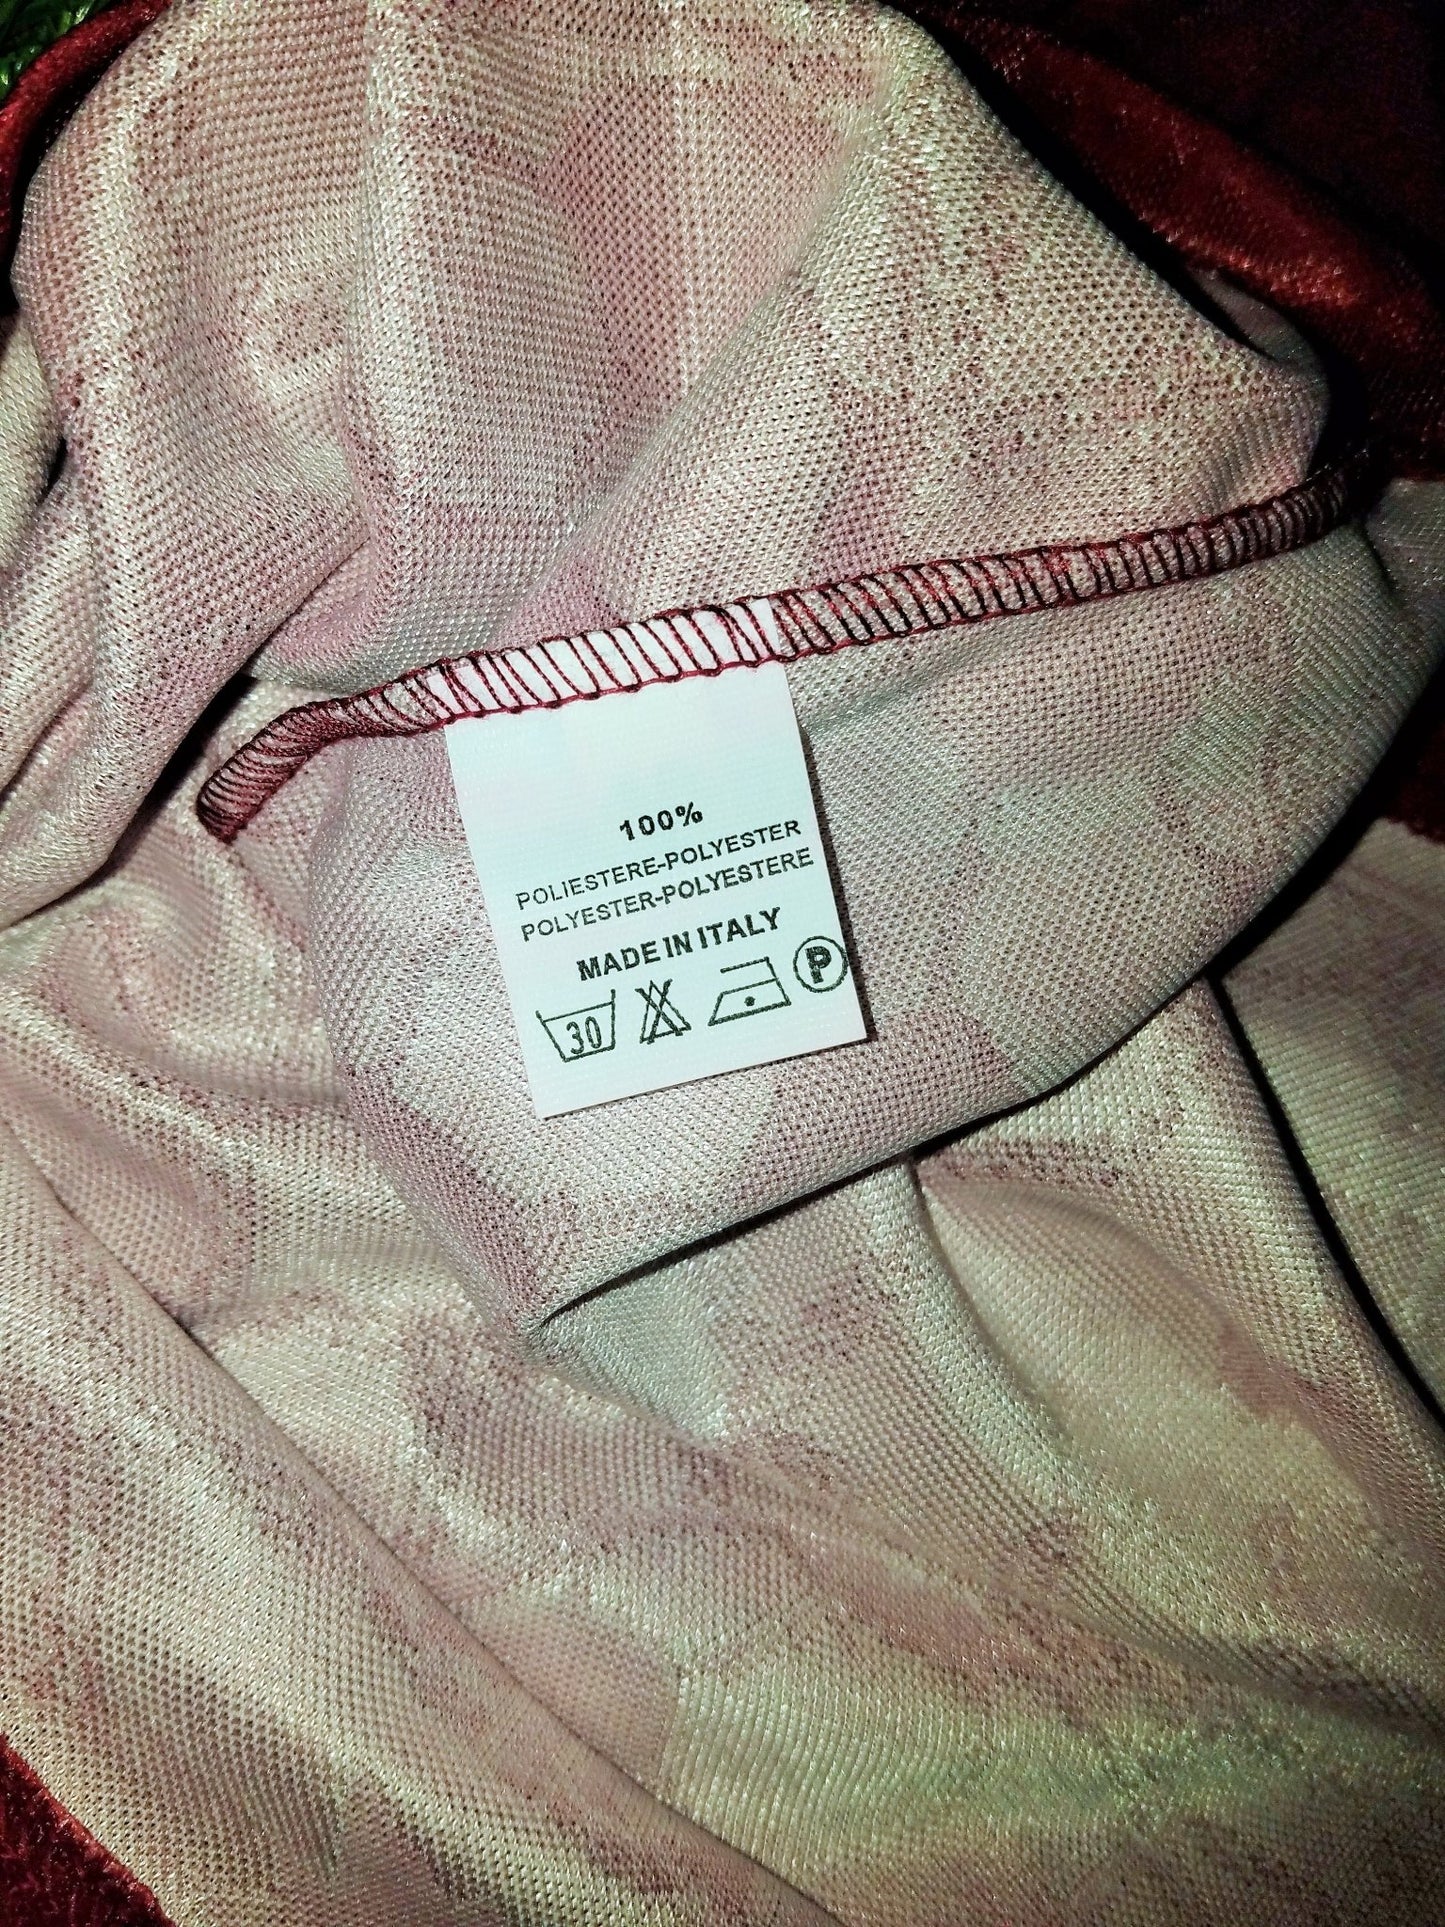 100%
POLIESTERE-POLYESTER
POLYESTER-POLYESTERE
MADE IN ITALY
30 P